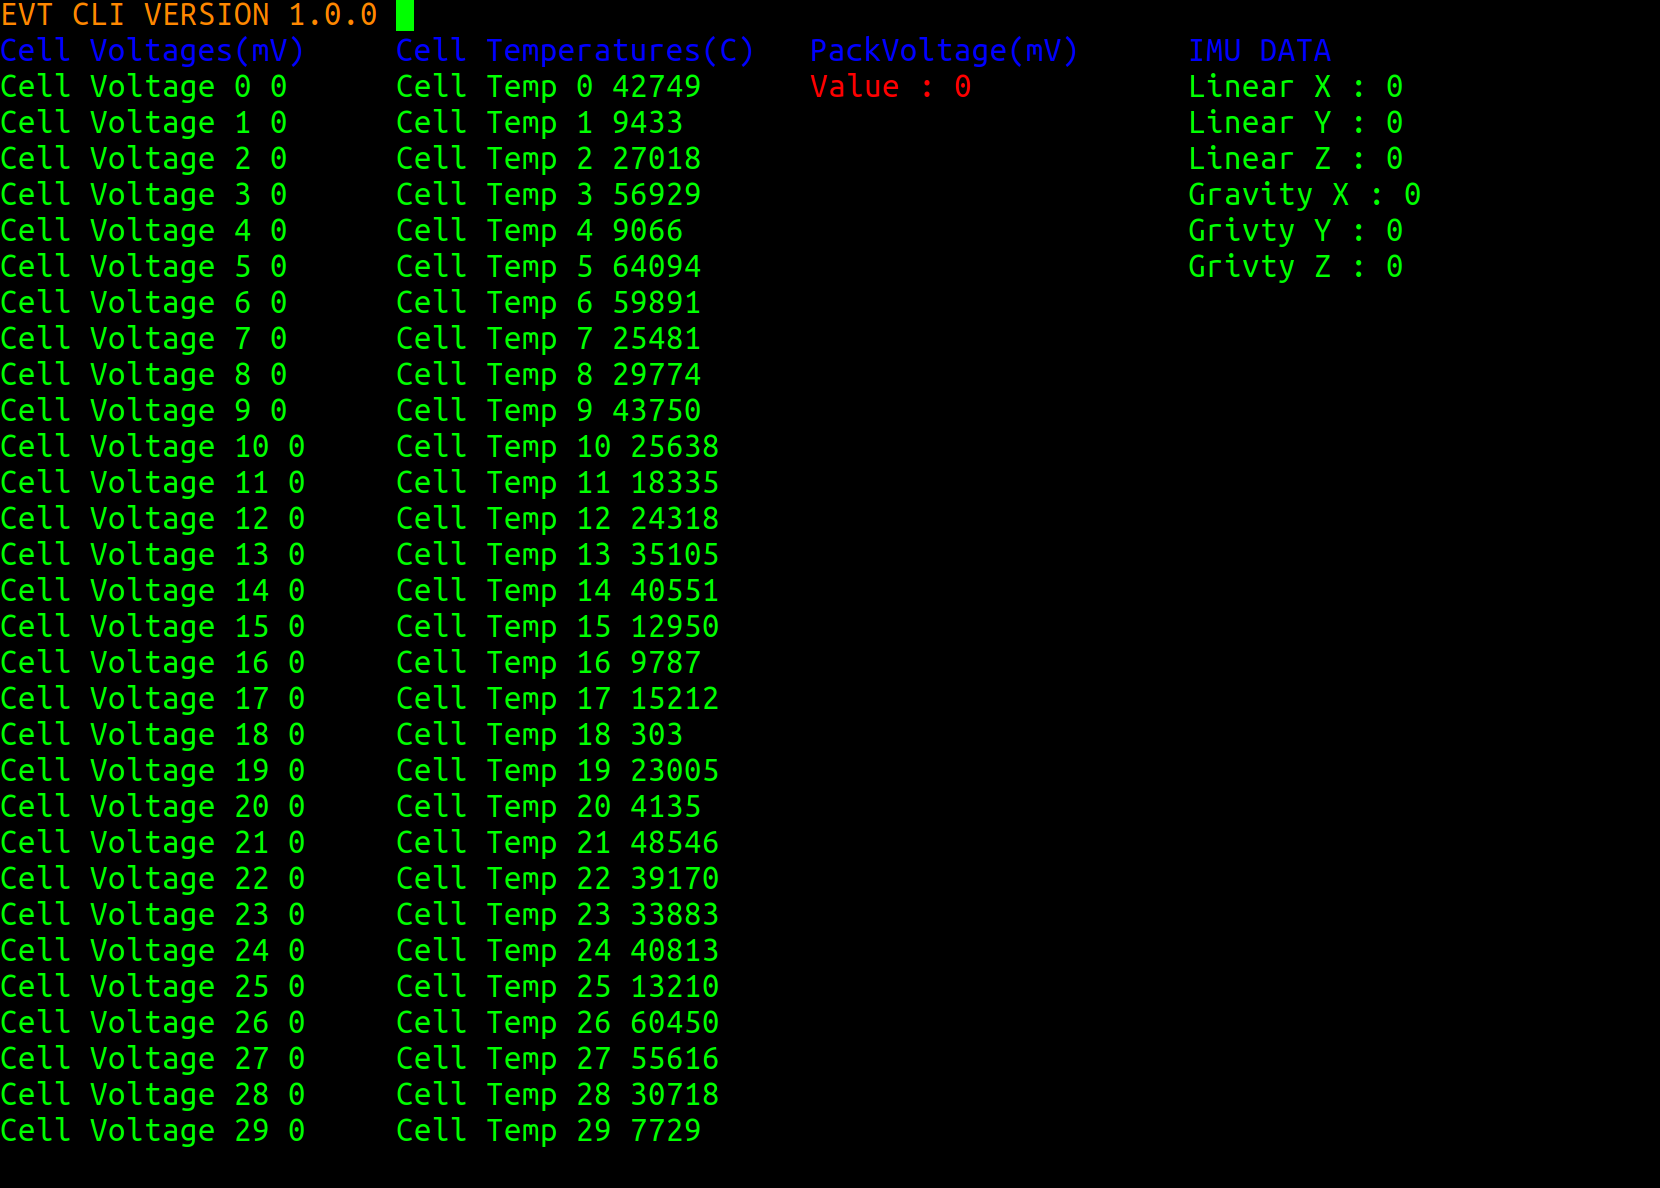 EVT CLI VERSION 1.0.0
Cell Voltages(mV) Cell Temperatures(C) PackVoltage(mV) IMU DATA
Cell Voltage 0 0 Cell Temp 0 42749 Value : 0 Linear X : 0
Cell Voltage 1 0 Cell Temp 1 9433 Linear Y : 0
Cell Voltage 2 0 Cell Temp 2 27018 Linear Z : 0
Cell Voltage 3 0 Cell Temp 3 56929 Gravity X : 0
Cell Voltage 4 0 Cell Temp 4 9066 Grivty Y : 0
Cell Voltage 5 0 Cell Temp 5 64094 Grivty Z : 0
Cell Voltage 6 0 Cell Temp 6 59891
Cell Voltage 7 0 Cell Temp 7 25481
Cell Voltage 8 0 Cell Temp 8 29774
Cell Voltage 9 0 Cell Temp 9 43750
Cell Voltage 10 0 Cell Temp 10 25638
Cell Voltage 11 0 Cell Temp 11 18335
Cell Voltage 12 0 Cell Temp 12 24318
Cell Voltage 13 0 Cell Temp 13 35105
Cell Voltage 14 0 Cell Temp 14 40551
Cell Voltage 15 0 Cell Temp 15 12950
Cell Voltage 16 0 Cell Temp 16 9787
Cell Voltage 17 0 Cell Temp 17 15212
Cell Voltage 18 0 Cell Temp 18 303
Cell Voltage 19 0 Cell Temp 19 23005
Cell Voltage 20 0 Cell Temp 20 4135
Cell Voltage 21 0 Cell Temp 21 48546
Cell Voltage 22 0 Cell Temp 22 39170
Cell Voltage 23 0 Cell Temp 23 33883
Cell Voltage 24 0 Cell Temp 24 40813
Cell Voltage 25 0 Cell Temp 25 13210
Cell Voltage 26 0 Cell Temp 26 60450
Cell Voltage 27 0 Cell Temp 27 55616
Cell Voltage 28 0 Cell Temp 28 30718
Cell Voltage 29 0 Cell Temp 29 7729